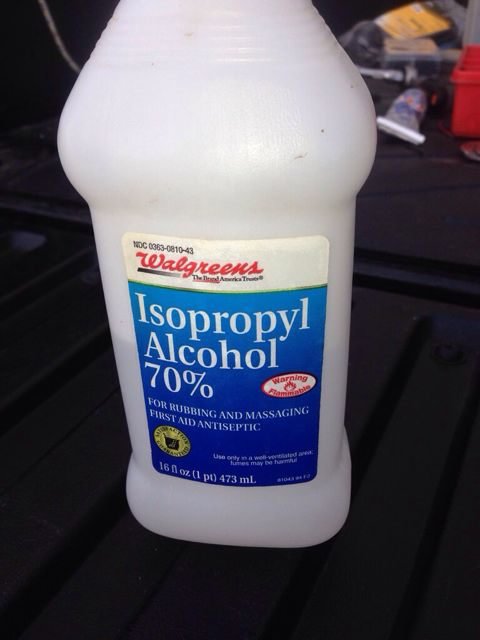 NDC 0363-0810-43
Walgreens
The Brand America Trusts®
Isopropyl
Alcohol
70%
Warning
Flammable
FOR RUBBING AND MASSAGING
FIRST AID ANTISEPTIC
SATISFACTION
GUARANTEED
Use only in a well-ventilated area;
fumes may be harmful
16 fl oz (1 pt) 473 mL